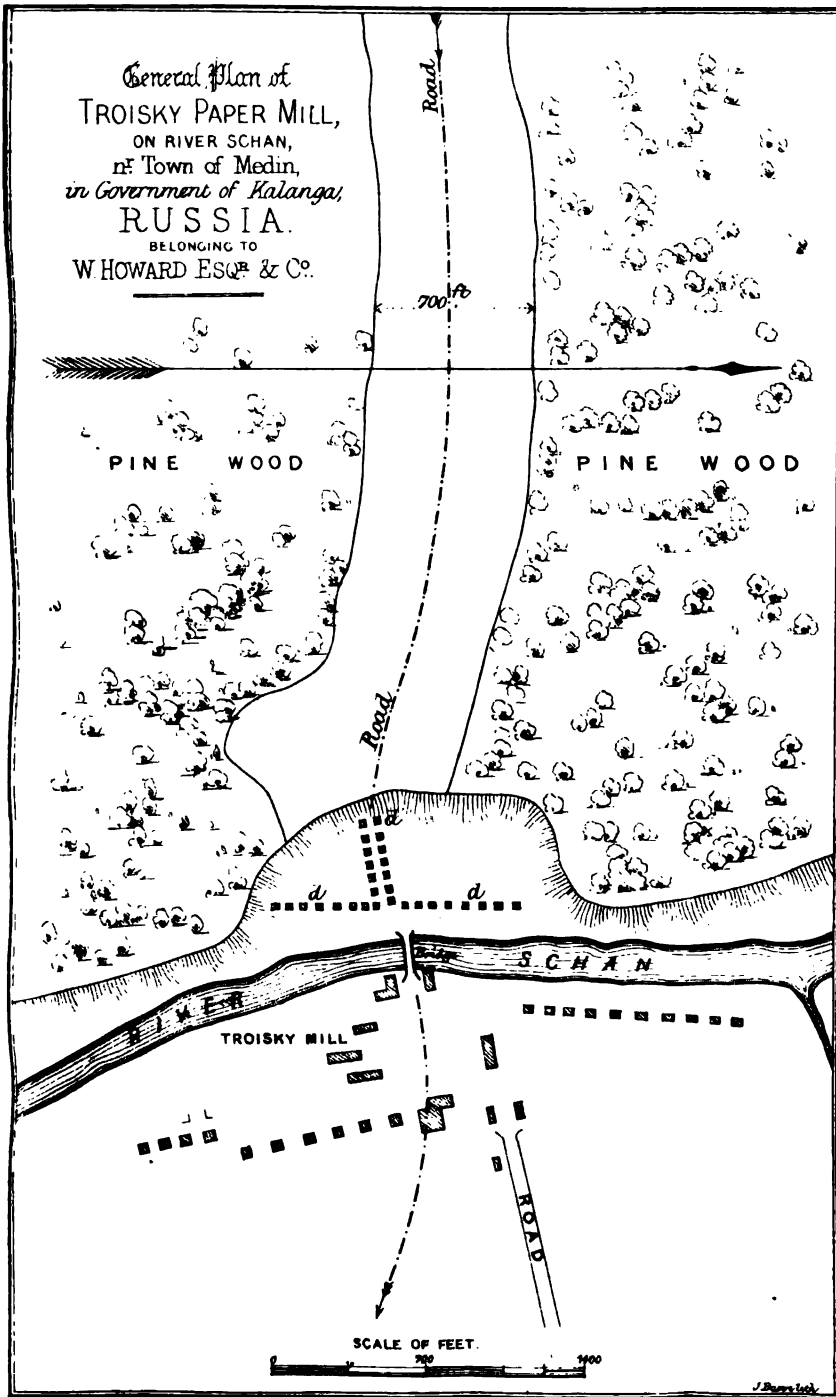 General Plan of
TROISKY PAPER MILL,
ON RIVER SCHAN,
nr. Town of Medin,
in Government of Kalanga,
RUSSIA.
BELONGING TO
W. HOWARD ESQR. & Co.
Road
700 ft
PINE WOOD
PINE WOOD
Road
d
d
d
Bridge
RIVER SCHAN
TROISKY MILL
ROAD
SCALE OF FEET.
0 700 1400